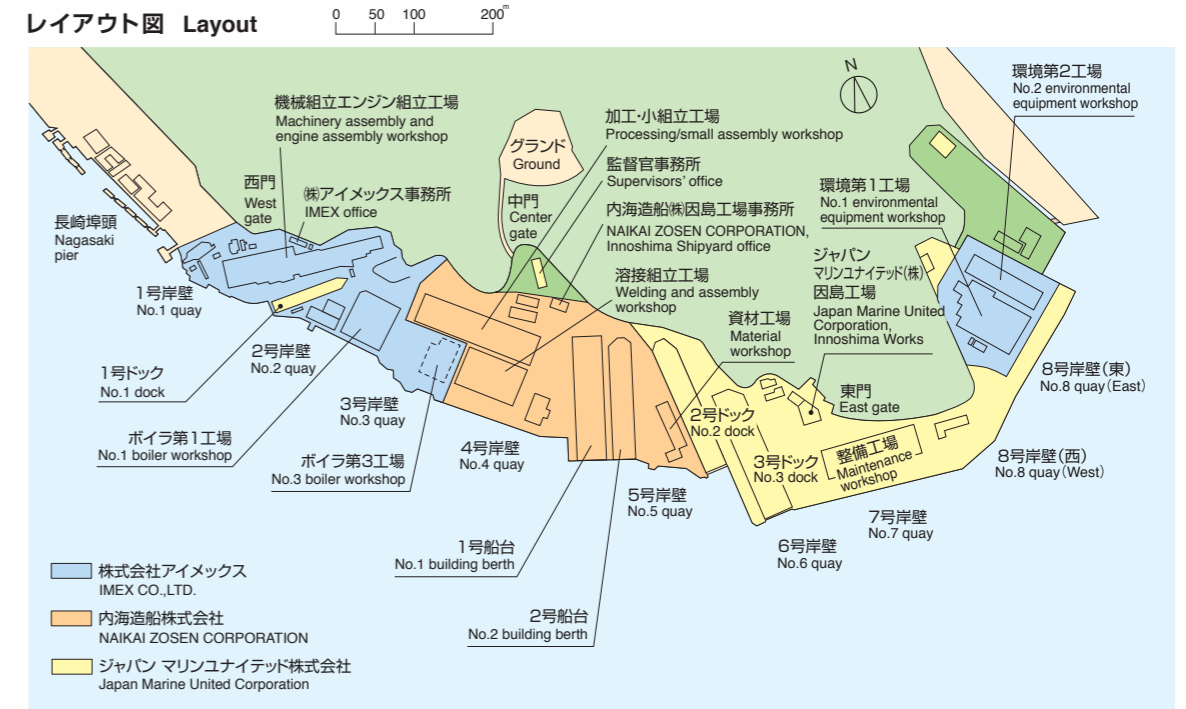 レイアウト図 Layout
0 50 100 200m
N
環境第2工場
No.2 environmental
equipment workshop
機械組立エンジン組立工場
Machinery assembly and
engine assembly workshop
加工・小組立工場
Processing/small assembly workshop
グランド
Ground
監督官事務所
Supervisors' office
西門
West
gate
㈱アイメックス事務所
IMEX office
中門
Center
gate
内海造船㈱因島工場事務所
NAIKAI ZOSEN CORPORATION,
Innoshima Shipyard office
環境第1工場
No.1 environmental
equipment workshop
長崎埠頭
Nagasaki
pier
溶接組立工場
Welding and assembly
workshop
ジャパン
マリンユナイテッド(株)
因島工場
Japan Marine United
Corporation,
Innoshima Works
1号岸壁
No.1 quay
資材工場
Material
workshop
2号岸壁
No.2 quay
1号ドック
No.1 dock
8号岸壁(東)
No.8 quay(East)
東門
East gate
3号岸壁
No.3 quay
2号ドック
No.2 dock
ボイラ第1工場
No.1 boiler workshop
4号岸壁
No.4 quay
整備工場
Maintenance
workshop
ボイラ第3工場
No.3 boiler workshop
3号ドック
No.3 dock
8号岸壁(西)
No.8 quay(West)
5号岸壁
No.5 quay
7号岸壁
No.7 quay
1号船台
No.1 building berth
6号岸壁
No.6 quay
2号船台
No.2 building berth
株式会社アイメックス
IMEX CO.,LTD.
内海造船株式会社
NAIKAI ZOSEN CORPORATION
ジャパン マリンユナイテッド株式会社
Japan Marine United Corporation